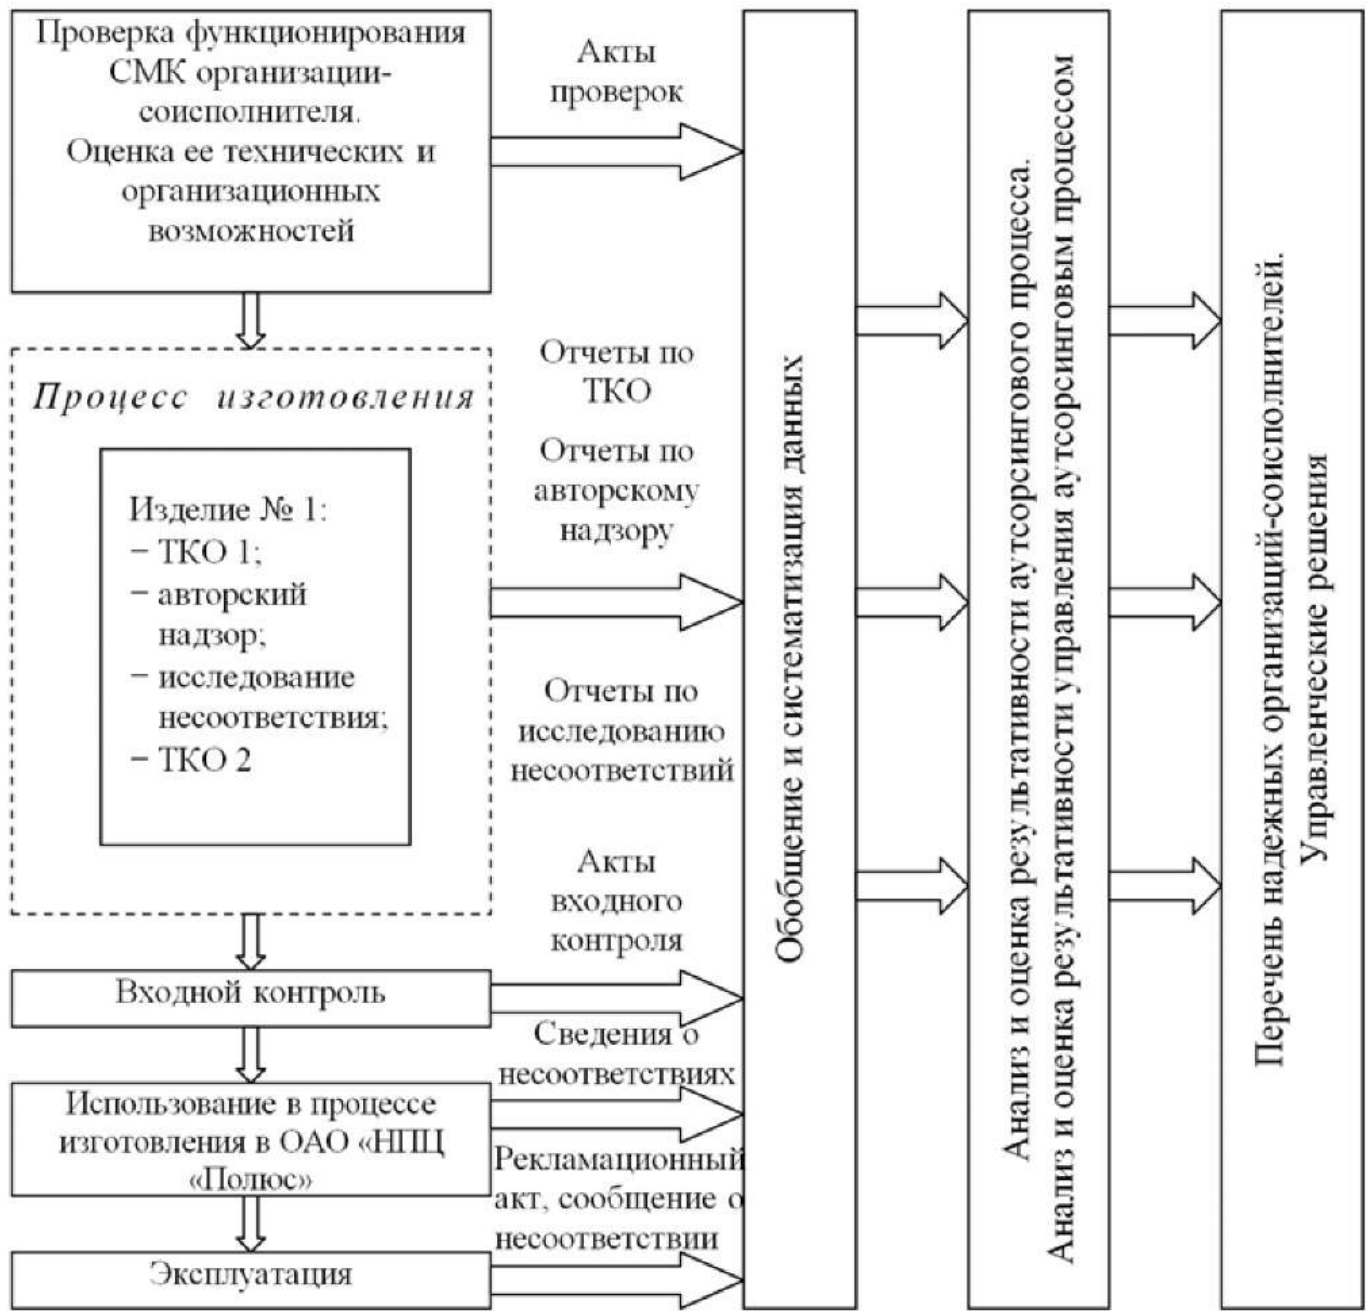 Проверка функционирования
СМК организации-
соисполнителя.
Оценка ее технических и
организационных
возможностей
Акты
проверок
Процесс изготовления
Изделие № 1:
− ТКО 1;
− авторский
надзор;
− исследование
несоответствия;
− ТКО 2
Отчеты по
ТКО
Отчеты по
авторскому
надзору
Отчеты по
исследованию
несоответствий
Акты
входного
контроля
Входной контроль
Сведения о
несоответствиях
Использование в процессе
изготовления в ОАО «НПЦ
«Полюс»
Рекламационный
акт, сообщение о
несоответствии
Эксплуатация
Обобщение и систематизация данных
Анализ и оценка результативности аутсорсингового процесса.
Анализ и оценка результативности управления аутсорсинговым процессом
Перечень надежных организаций-соисполнителей.
Управленческие решения